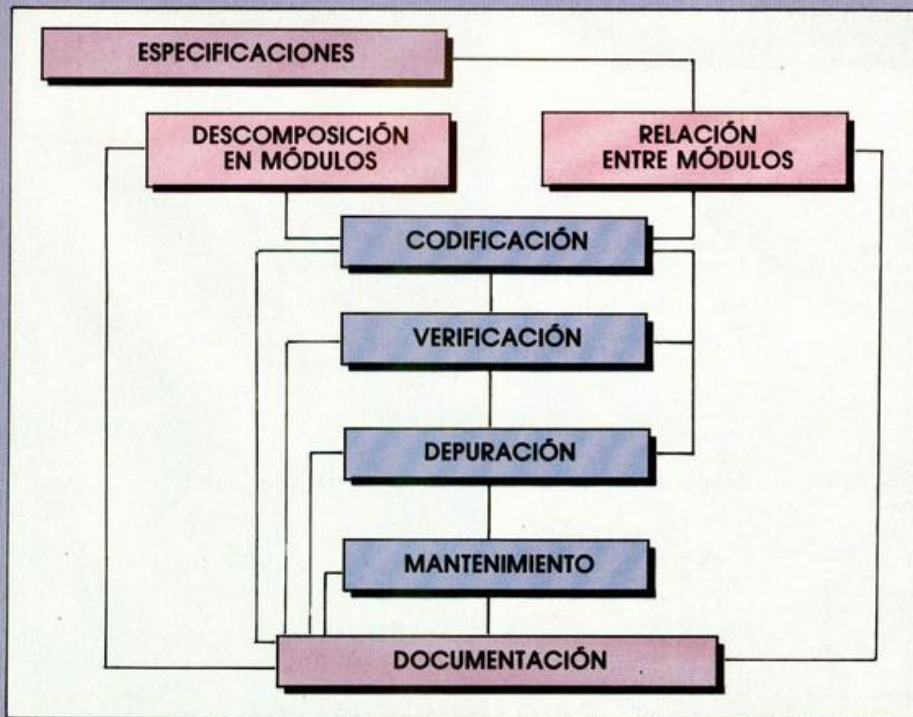 ESPECIFICACIONES
DESCOMPOSICIÓN
EN MÓDULOS
RELACIÓN
ENTRE MÓDULOS
CODIFICACIÓN
VERIFICACIÓN
DEPURACIÓN
MANTENIMIENTO
DOCUMENTACIÓN